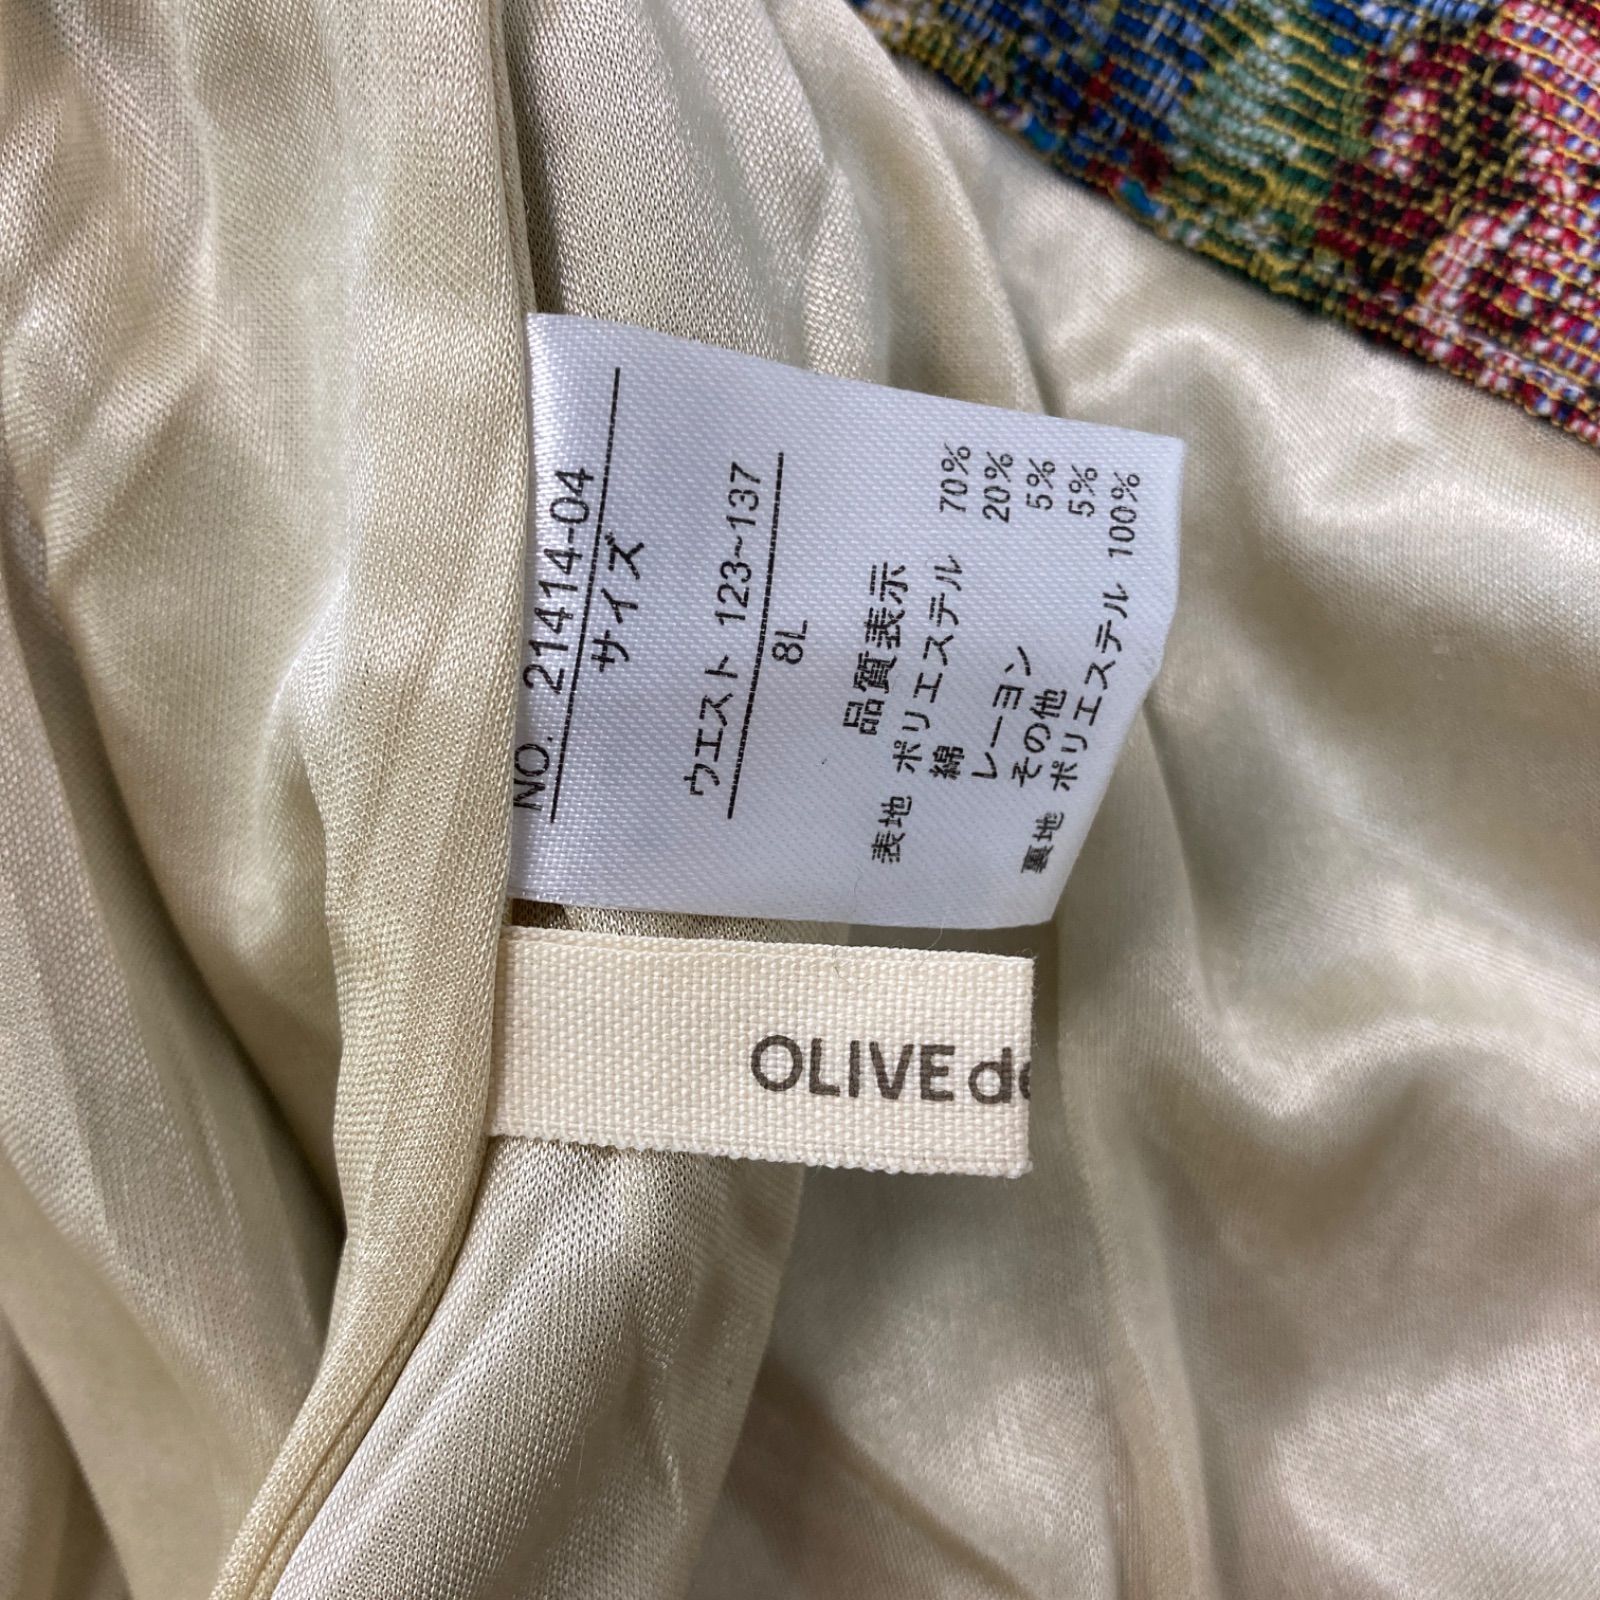 NO. 21414-04
サイズ
ウエスト 123~137
8L
品質表示
表地 ポリエステル 70%
綿 20%
レーヨン 5%
その他 5%
裏地 ポリエステル 100%
OLIVE de